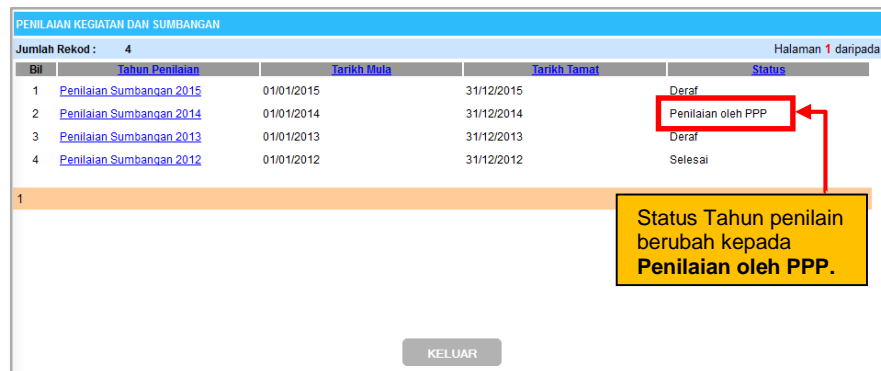 PENILAIAN KEGIATAN DAN SUMBANGAN
Jumlah Rekod : 4 Halaman 1 daripada
Bil Tahun Penilaian Tarikh Mula Tarikh Tamat Status
1 Penilaian Sumbangan 2015 01/01/2015 31/12/2015 Deraf
2 Penilaian Sumbangan 2014 01/01/2014 31/12/2014 Penilaian oleh PPP
3 Penilaian Sumbangan 2013 01/01/2013 31/12/2013 Deraf
4 Penilaian Sumbangan 2012 01/01/2012 31/12/2012 Selesai
1
Status Tahun penilain
berubah kepada
Penilaian oleh PPP.
KELUAR